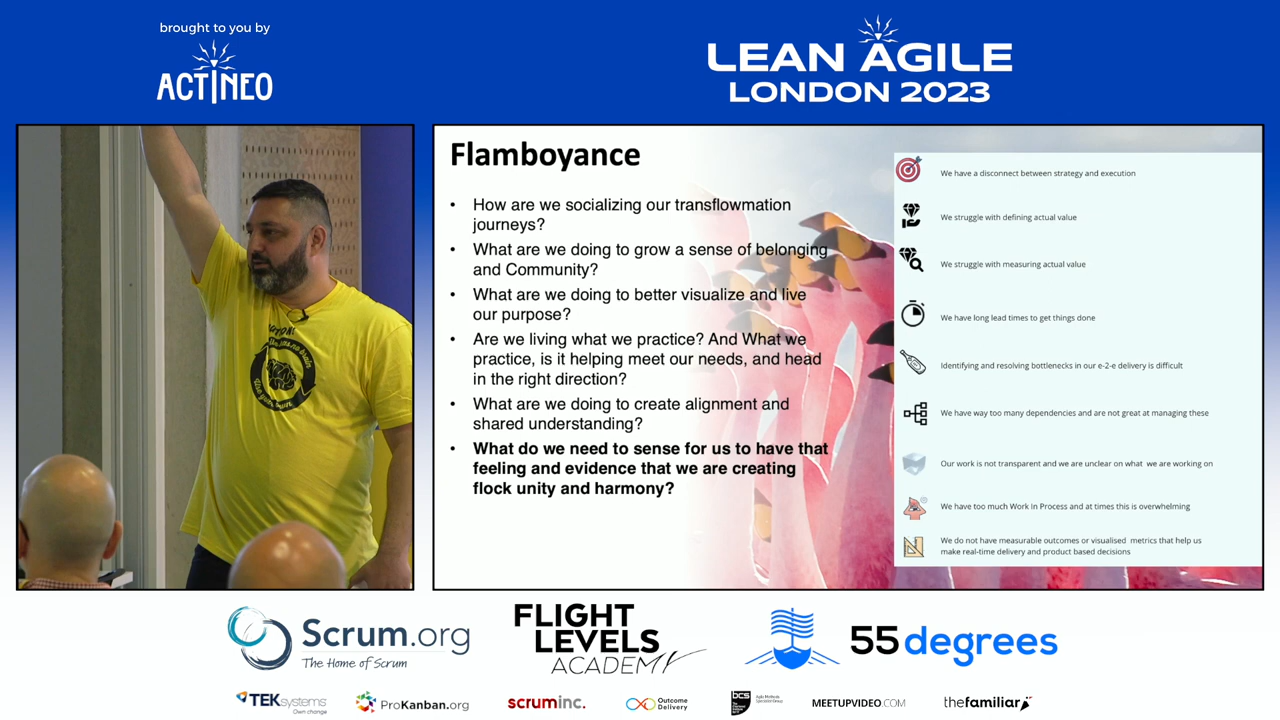 brought to you by
ACTINEO
LEAN AGILE
LONDON 2023
Flamboyance
• How are we socializing our transflowmation
journeys?
• What are we doing to grow a sense of belonging
and Community?
• What are we doing to better visualize and live
our purpose?
• Are we living what we practice? And What we
practice, is it helping meet our needs, and head
in the right direction?
• What are we doing to create alignment and
shared understanding?
• What do we need to sense for us to have that
feeling and evidence that we are creating
flock unity and harmony?
We have a disconnect between strategy and execution
We struggle with defining actual value
We struggle with measuring actual value
We have long lead times to get things done
Identifying and resolving bottlenecks in our e-2-e delivery is difficult
We have way too many dependencies and are not great at managing these
Our work is not transparent and we are unclear on what we are working on
We have too much Work In Process and at times this is overwhelming
We do not have measurable outcomes or visualised metrics that help us
make real-time delivery and product based decisions
Scrum.org
The Home of Scrum
FLIGHT
LEVELS
ACADEMY
55 degrees
TEKsystems
Own change
ProKanban.org
scruminc.
Outcome
Delivery
bcs
MEETUPVIDEO.COM
thefamiliar